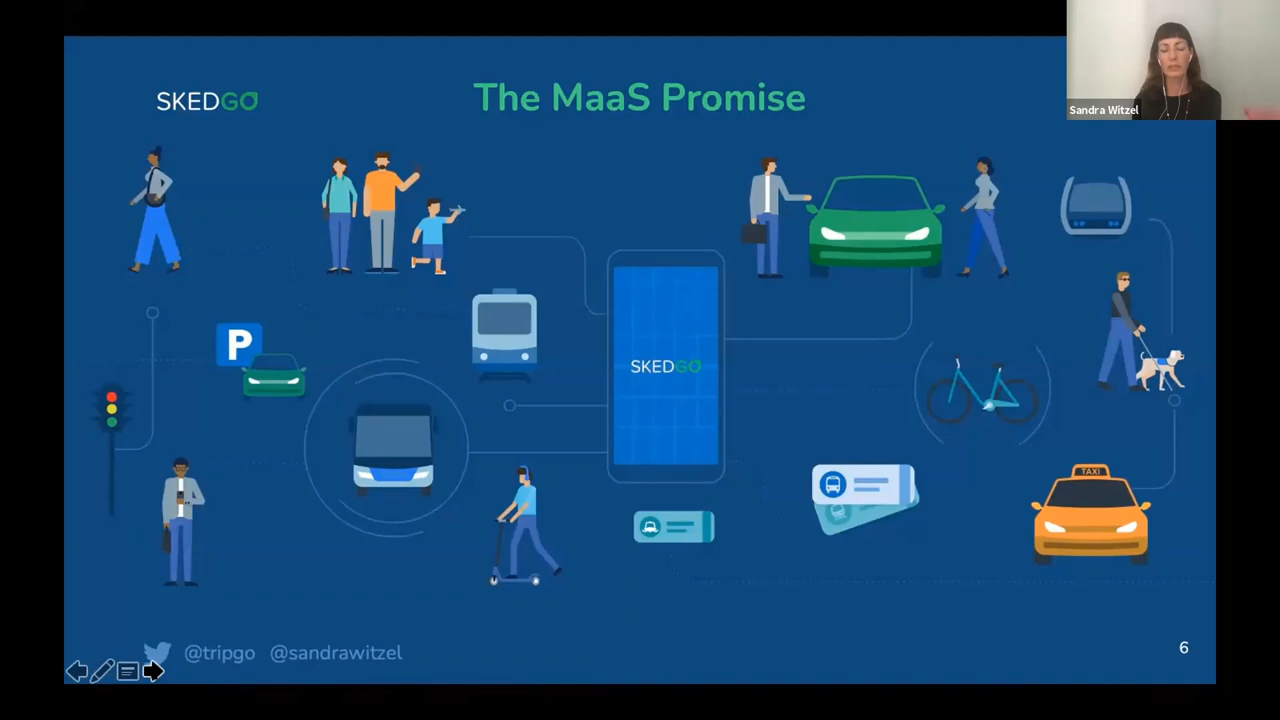 SKEDGO
The MaaS Promise
Sandra Witzel
P
SKEDGO
TAXI
@tripgo @sandrawitzel
6